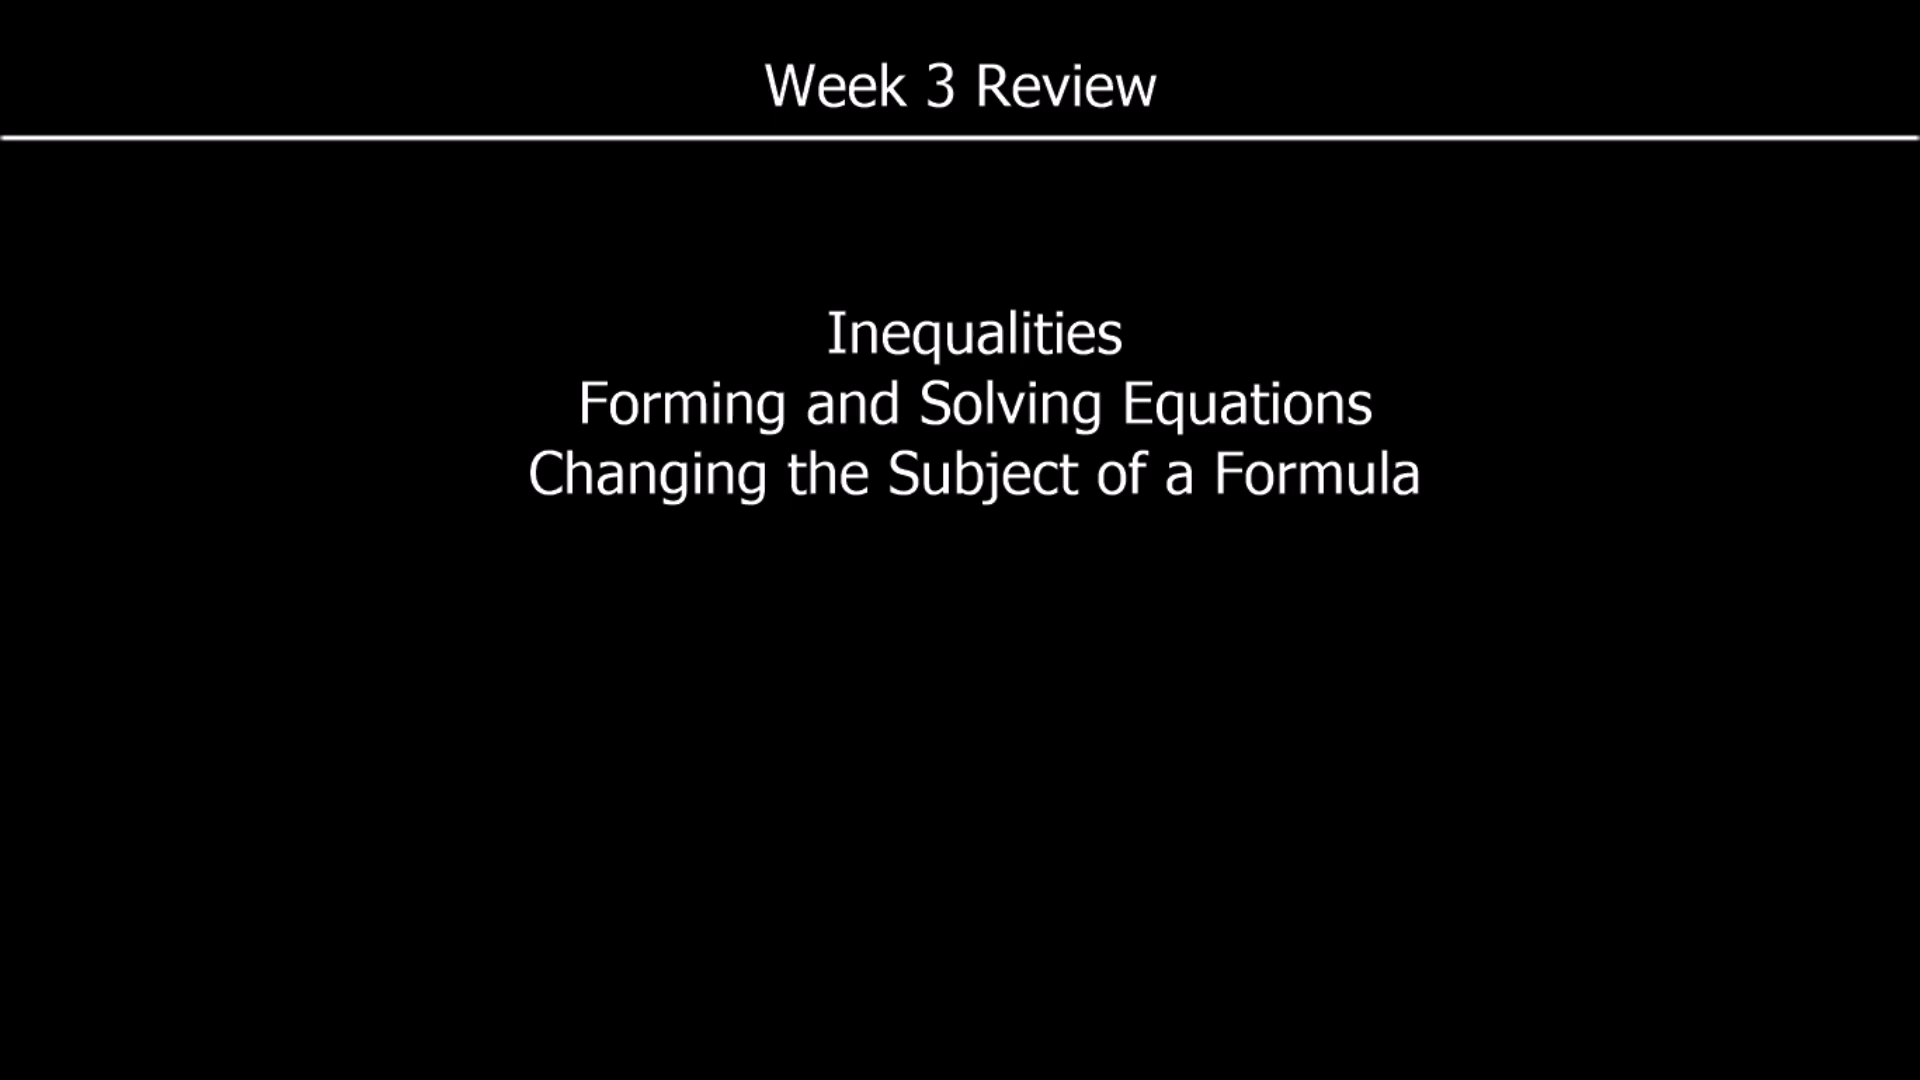 Week 3 Review
Inequalities
Forming and Solving Equations
Changing the Subject of a Formula